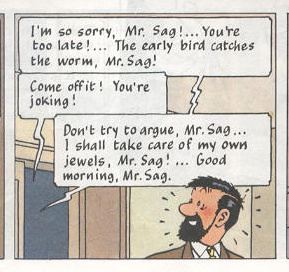 I'm so sorry, Mr. Sag!... You're
too late!... The early bird catches
the worm, Mr. Sag!
Come off it! You're
joking!
Don't try to argue, Mr. Sag...
I shall take care of my own
jewels, Mr. Sag! ... Good
morning, Mr. Sag.